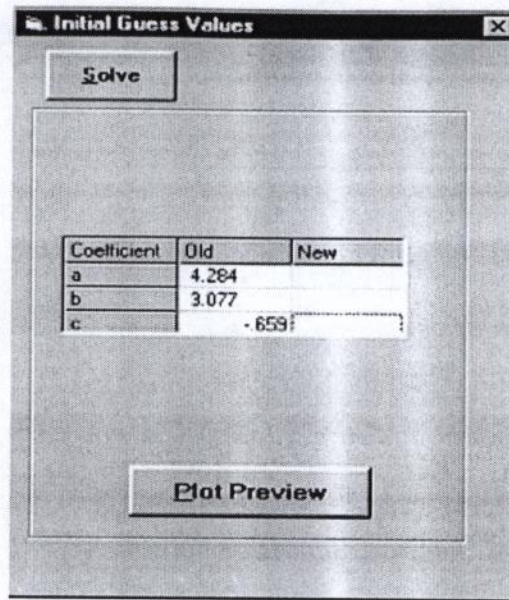 Initial Guess Values
Solve
Coefficient Old New
a 4.284
b 3.077
c -.659
Plot Preview